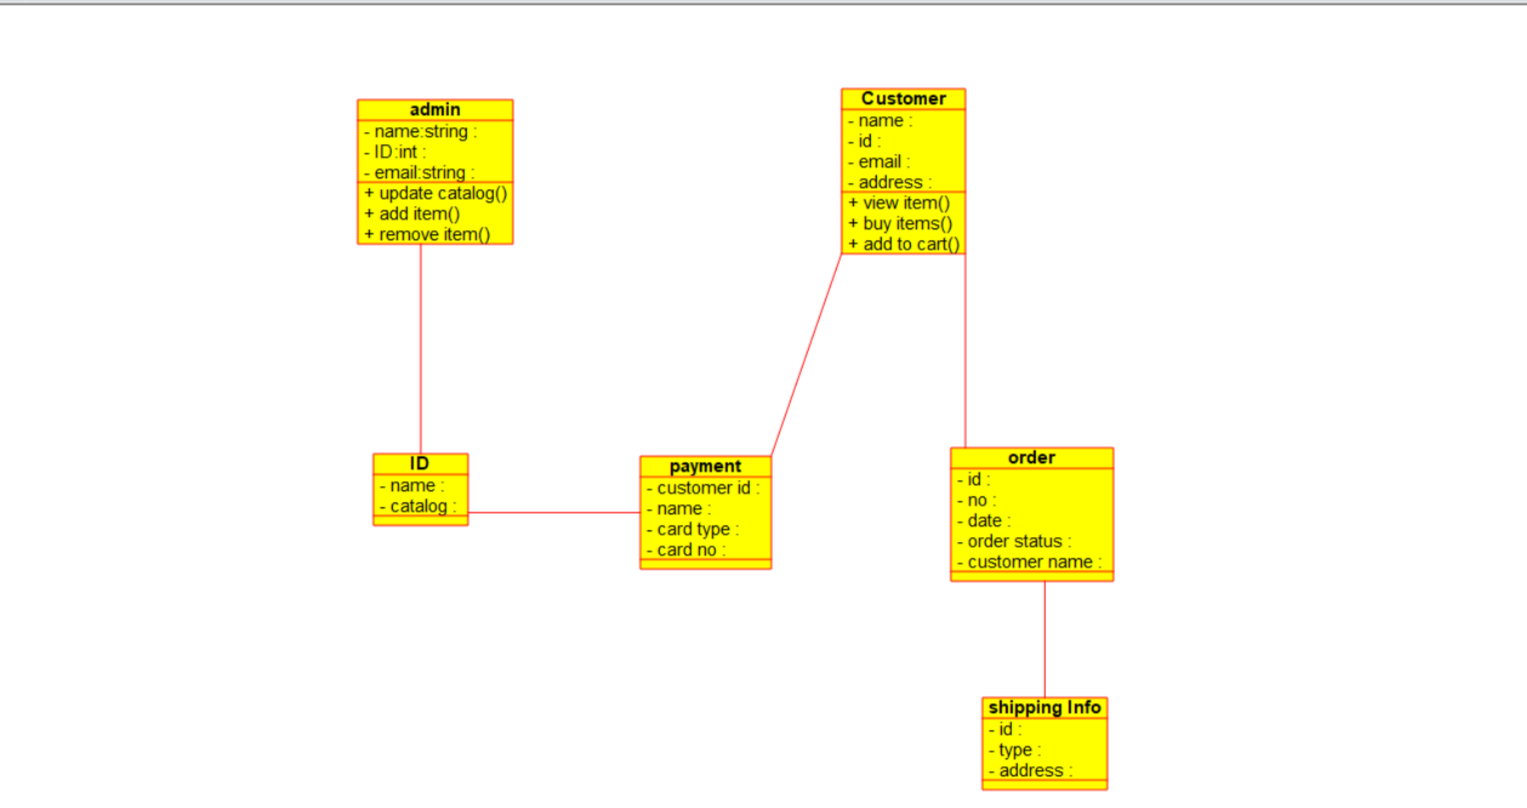 admin
- name:string :
- ID:int :
- email:string :
+ update catalog()
+ add item()
+ remove item()
Customer
- name :
- id :
- email :
- address :
+ view item()
+ buy items()
+ add to cart()
ID
- name :
- catalog :
payment
- customer id :
- name :
- card type :
- card no :
order
- id :
- no :
- date :
- order status :
- customer name :
shipping Info
- id :
- type :
- address :